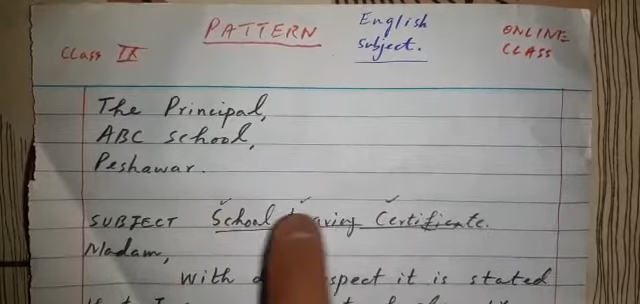 PATTERN
English
subject.
ONLINE
CLASS
Class IX
The Principal,
ABC school,
Peshawar.
SUBJECT School Certificate.
Madam,
With it is stated